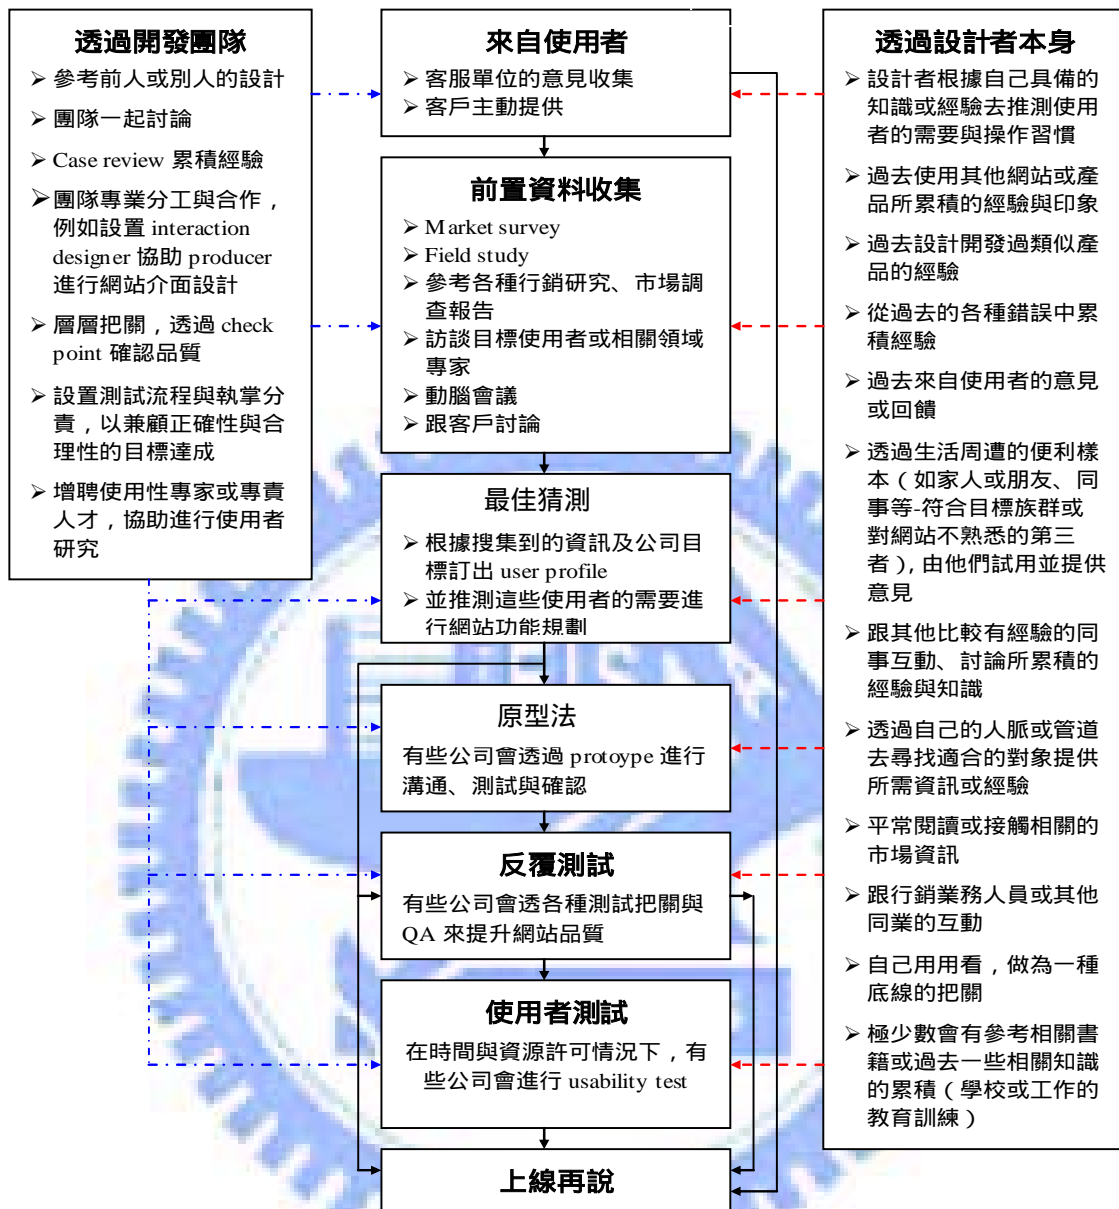 透過開發團隊
➢ 參考前人或別人的設計
➢ 團隊一起討論
➢ Case review 累積經驗
➢ 團隊專業分工與合作，
例如設置 interaction
designer 協助 producer
進行網站介面設計
➢ 層層把關，透過 check
point 確認品質
➢ 設置測試流程與執掌分
責，以兼顧正確性與合
理性的目標達成
➢ 增聘使用性專家或專責
人才，協助進行使用者
研究
來自使用者
➢ 客服單位的意見收集
➢ 客戶主動提供
前置資料收集
➢ Market survey
➢ Field study
➢ 參考各種行銷研究、市場調
查報告
➢ 訪談目標使用者或相關領域
專家
➢ 動腦會議
➢ 跟客戶討論
最佳猜測
➢ 根據搜集到的資訊及公司目
標訂出 user profile
➢ 並推測這些使用者的需要進
行網站功能規劃
原型法
有些公司會透過 protoype 進行
溝通、測試與確認
反覆測試
有些公司會透各種測試把關與
QA 來提升網站品質
使用者測試
在時間與資源許可情況下，有
些公司會進行 usability test
上線再說
透過設計者本身
➢ 設計者根據自己具備的
知識或經驗去推測使用
者的需要與操作習慣
➢ 過去使用其他網站或產
品所累積的經驗與印象
➢ 過去設計開發過類似產
品的經驗
➢ 從過去的各種錯誤中累
積經驗
➢ 過去來自使用者的意見
或回饋
➢ 透過生活周遭的便利樣
本（如家人或朋友、同
事等-符合目標族群或
對網站不熟悉的第三
者），由他們試用並提供
意見
➢ 跟其他比較有經驗的同
事互動、討論所累積的
經驗與知識
➢ 透過自己的人脈或管道
去尋找適合的對象提供
所需資訊或經驗
➢ 平常閱讀或接觸相關的
市場資訊
➢ 跟行銷業務人員或其他
同業的互動
➢ 自己用用看，做為一種
底線的把關
➢ 極少數會有參考相關書
籍或過去一些相關知識
的累積（學校或工作的
教育訓練）